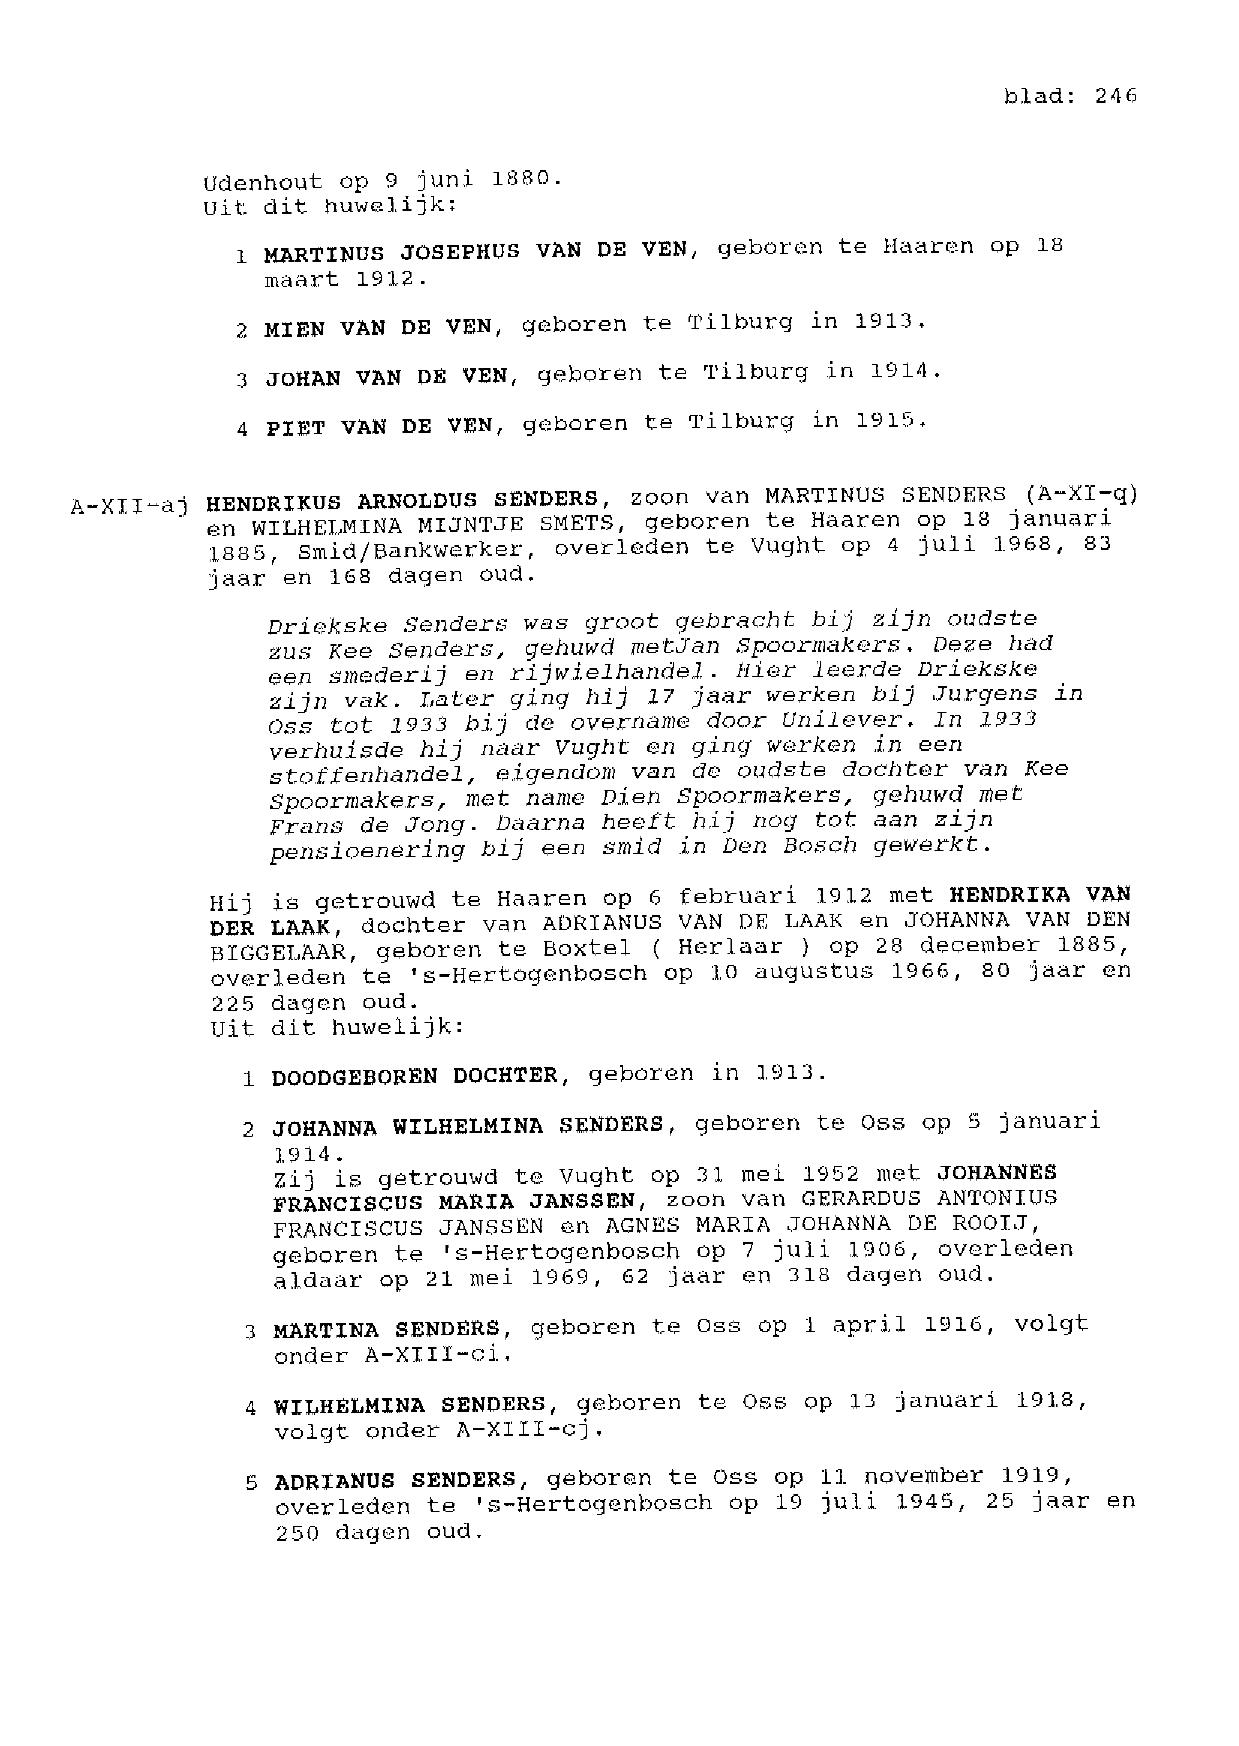 blad: 246
Udenhout op 9 juni 1880.
Uit dit huwelijk:
1 MARTINUS JOSEPHUS VAN DE VEN, geboren te Haaren op 18
maart 1912.
2 MIEN VAN DE VEN, geboren te Tilburg in 1913.
3 JOHAN VAN DE VEN, geboren te Tilburg in 1914.
4 PIET VAN DE VEN, geboren te Tilburg in 1915.
A-XII-aj HENDRIKUS ARNOLDUS SENDERS, zoon van MARTINUS SENDERS (A-XI-q)
en WILHELMINA MIJNTJE SMETS, geboren te Haaren op 18 januari
1885, Smid/Bankwerker, overleden te Vught op 4 juli 1968, 83
jaar en 168 dagen oud.
Driekske Senders was groot gebracht bij zijn oudste
zus Kee Senders, gehuwd metJan Spoormakers. Deze had
een smederij en rijwielhandel. Hier leerde Driekske
zijn vak. Later ging hij 17 jaar werken bij Jurgens in
Oss tot 1933 bij de overname door Unilever. In 1933
verhuisde hij naar Vught en ging werken in een
stoffenhandel, eigendom van de oudste dochter van Kee
Spoormakers, met name Dien Spoormakers, gehuwd met
Frans de Jong. Daarna heeft hij nog tot aan zijn
pensioenering bij een smid in Den Bosch gewerkt.
Hij is getrouwd te Haaren op 6 februari 1912 met HENDRIKA VAN
DER LAAK, dochter van ADRIANUS VAN DE LAAK en JOHANNA VAN DEN
BIGGELAAR, geboren te Boxtel ( Herlaar ) op 28 december 1885,
overleden te 's-Hertogenbosch op 10 augustus 1966, 80 jaar en
225 dagen oud.
Uit dit huwelijk:
1 DOODGEBOREN DOCHTER, geboren in 1913.
2 JOHANNA WILHELMINA SENDERS, geboren te Oss op 5 januari
1914.
Zij is getrouwd te Vught op 31 mei 1952 met JOHANNES
FRANCISCUS MARIA JANSSEN, zoon van GERARDUS ANTONIUS
FRANCISCUS JANSSEN en AGNES MARIA JOHANNA DE ROOIJ,
geboren te 's-Hertogenbosch op 7 juli 1906, overleden
aldaar op 21 mei 1969, 62 jaar en 318 dagen oud.
3 MARTINA SENDERS, geboren te Oss op 1 april 1916, volgt
onder A-XIII-ci.
4 WILHELMINA SENDERS, geboren te Oss op 13 januari 1918,
volgt onder A-XIII-cj.
5 ADRIANUS SENDERS, geboren te Oss op 11 november 1919,
overleden te 's-Hertogenbosch op 19 juli 1945, 25 jaar en
250 dagen oud.